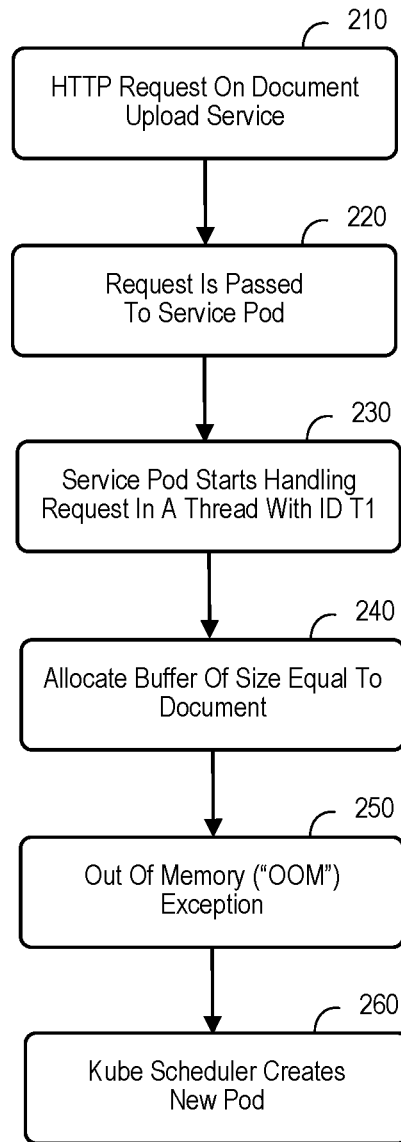 210
HTTP Request On Document
Upload Service
220
Request Is Passed
To Service Pod
230
Service Pod Starts Handling
Request In A Thread With ID T1
240
Allocate Buffer Of Size Equal To
Document
250
Out Of Memory (“OOM”)
Exception
260
Kube Scheduler Creates
New Pod